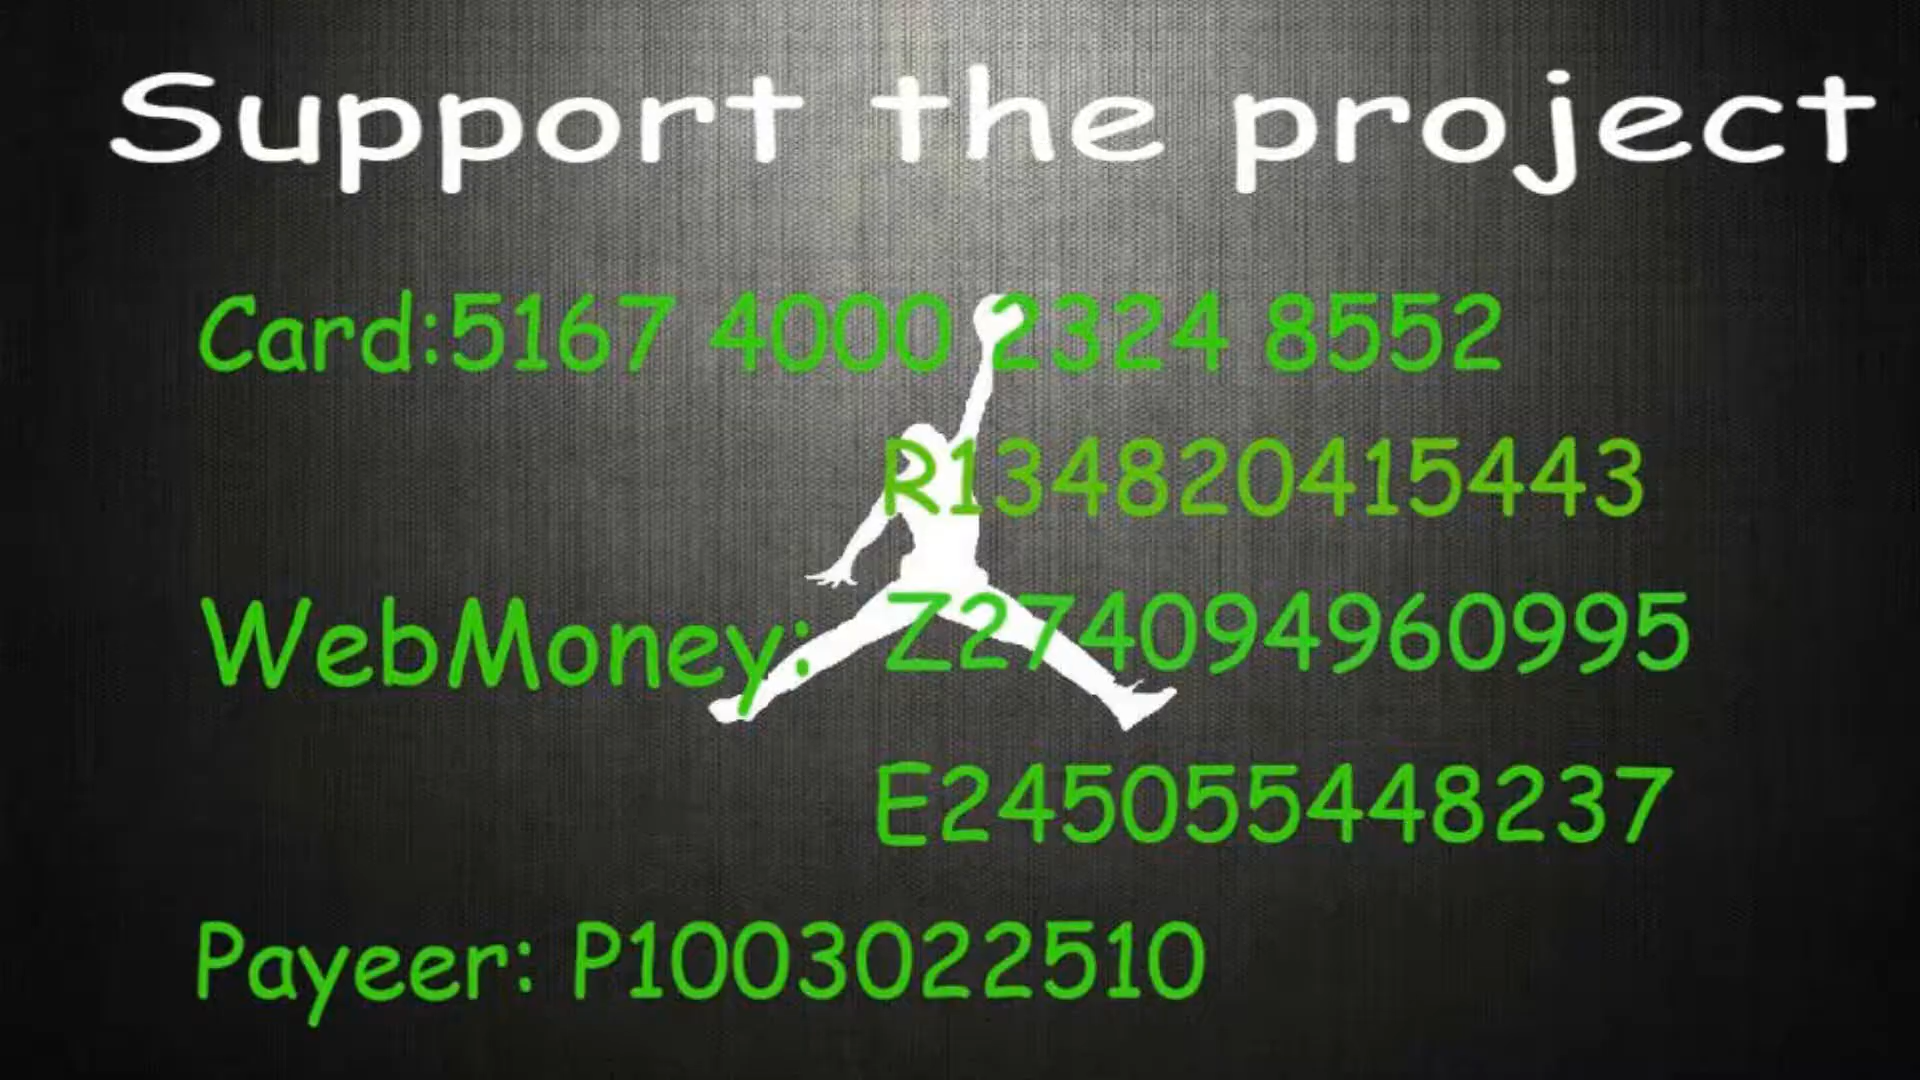 Support the project
Card:5167 4000 2324 8552
R134820415443
WebMoney: Z274094960995
E245055448237
Payeer: P1003022510